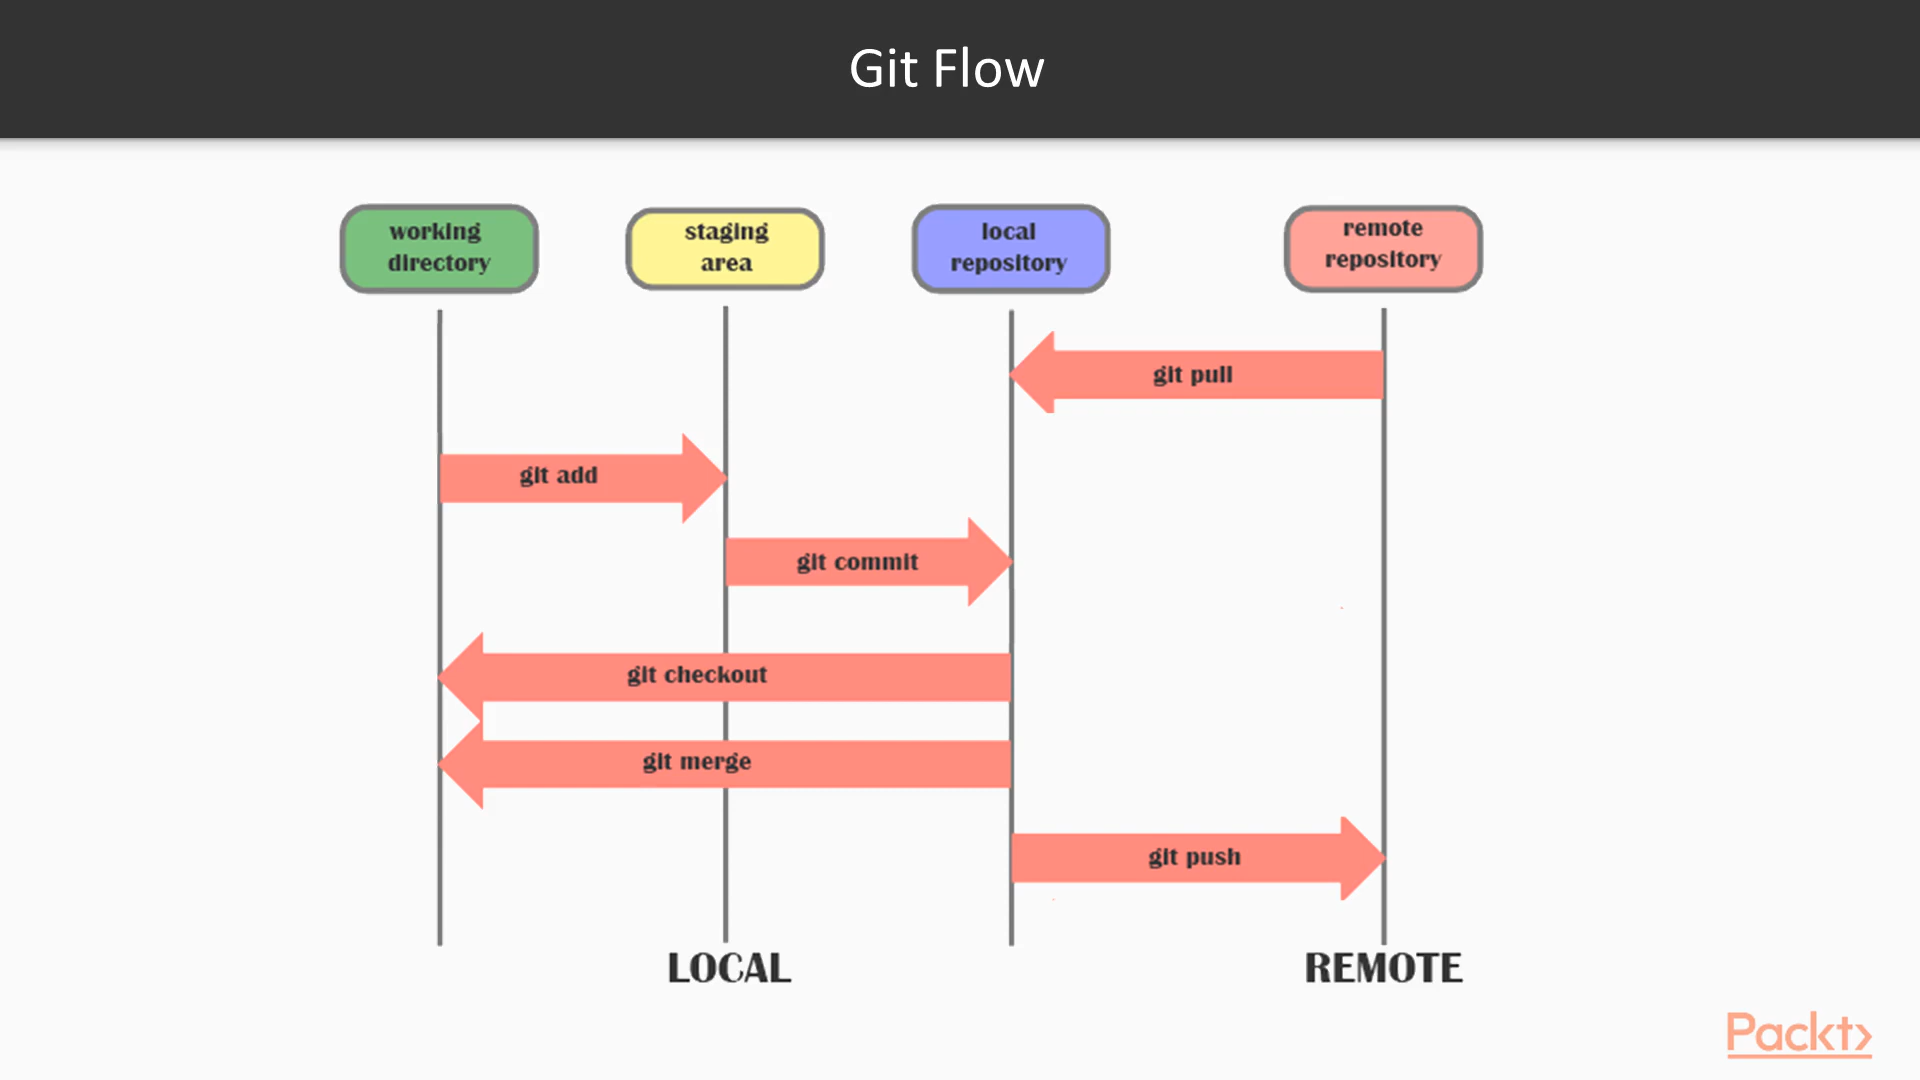 Git Flow
working
directory
staging
area
local
repository
remote
repository
git pull
git add
git commit
git checkout
git merge
git push
LOCAL
REMOTE
Packt>